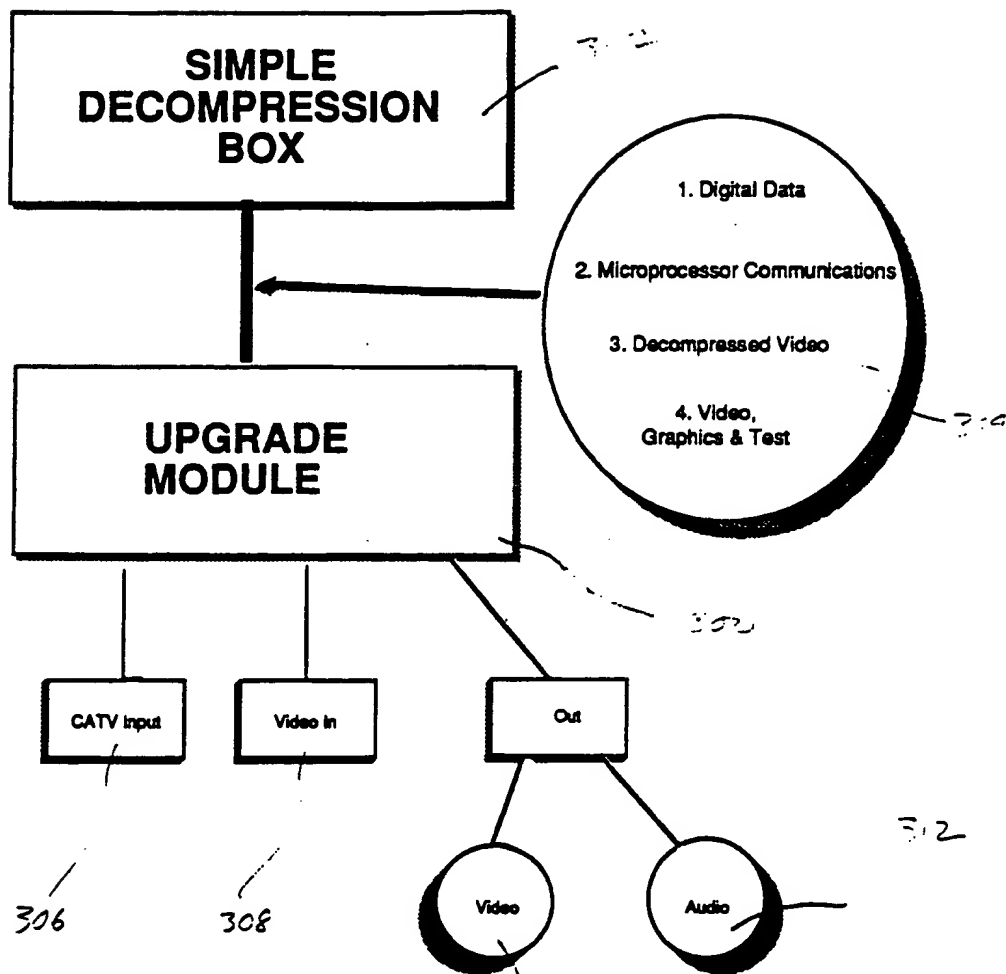 SIMPLE
DECOMPRESSION
BOX
1. Digital Data
2. Microprocessor Communications
3. Decompressed Video
4. Video,
Graphics & Test
UPGRADE
MODULE
CATV Input
Video In
Out
312
306
308
Video
Audio